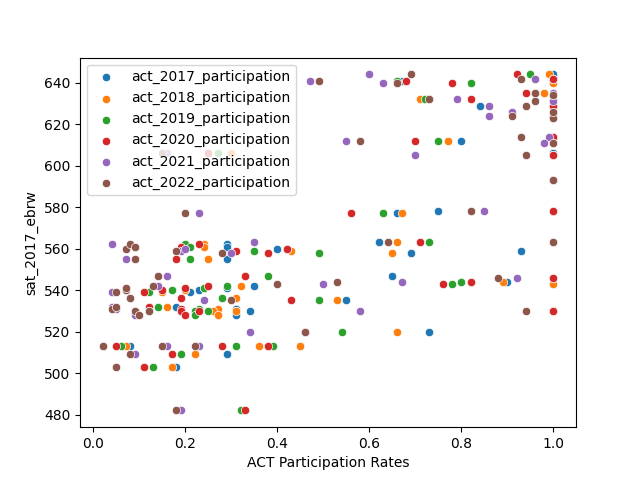 act_2017_participation
act_2018_participation
act_2019_participation
act_2020_participation
act_2021_participation
act_2022_participation
640
620
600
580
560
540
520
500
480
sat_2017_ebrw
0.0 0.2 0.4 0.6 0.8 1.0
ACT Participation Rates